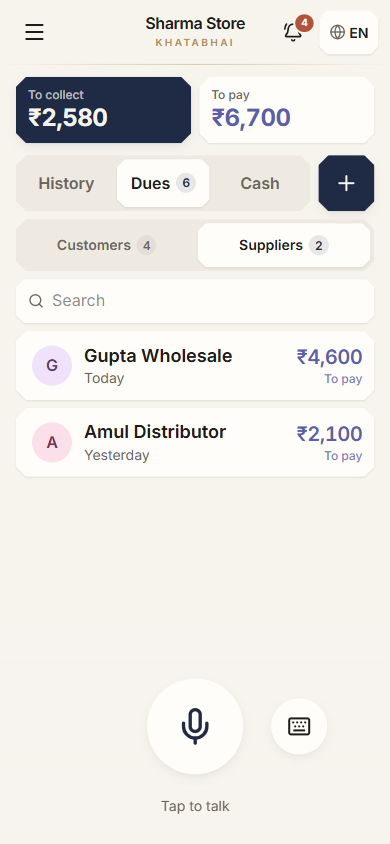 Sharma Store
KHATABHAI
4
EN
To collect
₹2,580
To pay
₹6,700
History
Dues 6
Cash
Customers 4
Suppliers 2
Search
G
Gupta Wholesale
₹4,600
Today
To pay
A
Amul Distributor
₹2,100
Yesterday
To pay
Tap to talk